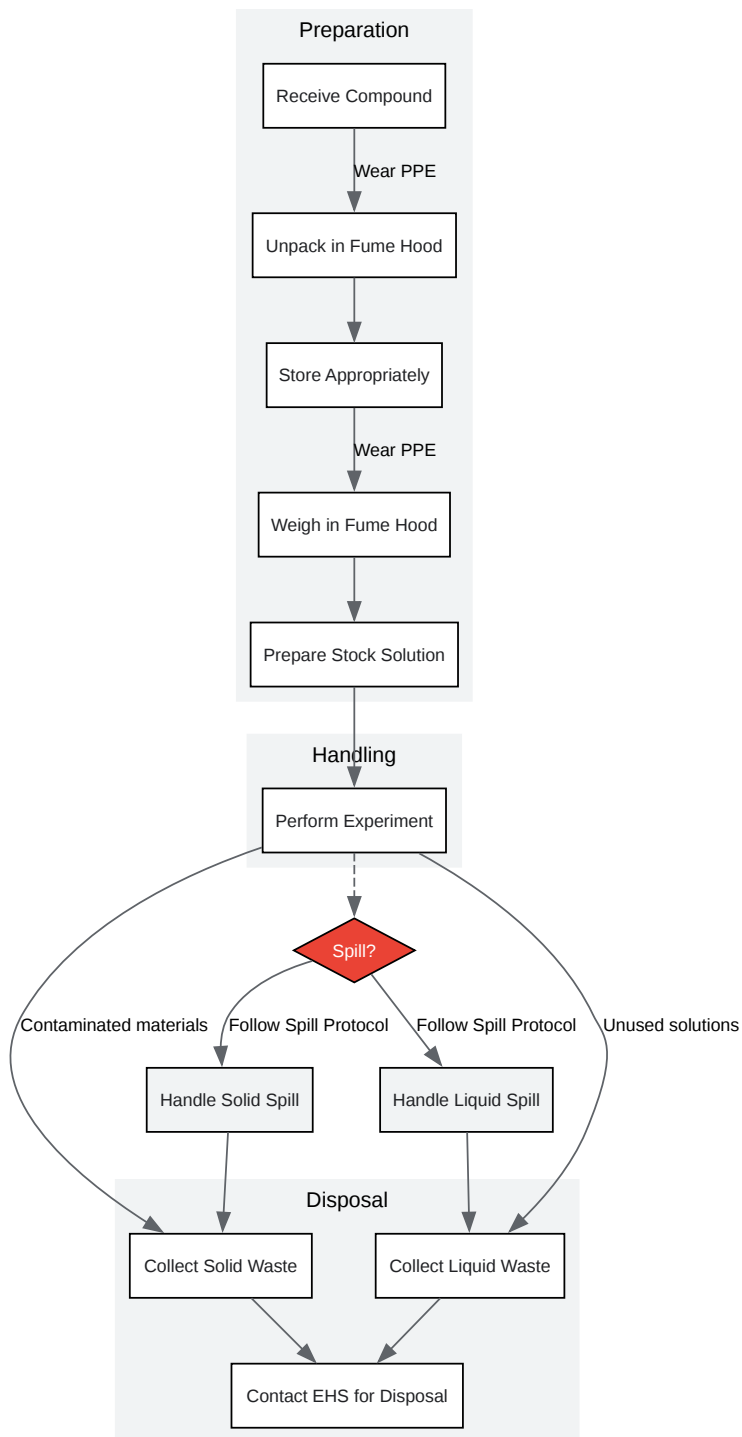 Preparation
Receive Compound
Wear PPE
Unpack in Fume Hood
Store Appropriately
Wear PPE
Weigh in Fume Hood
Prepare Stock Solution
Handling
Perform Experiment
Spill?
Contaminated materials
Follow Spill Protocol
Follow Spill Protocol
Unused solutions
Handle Solid Spill
Handle Liquid Spill
Disposal
Collect Solid Waste
Collect Liquid Waste
Contact EHS for Disposal